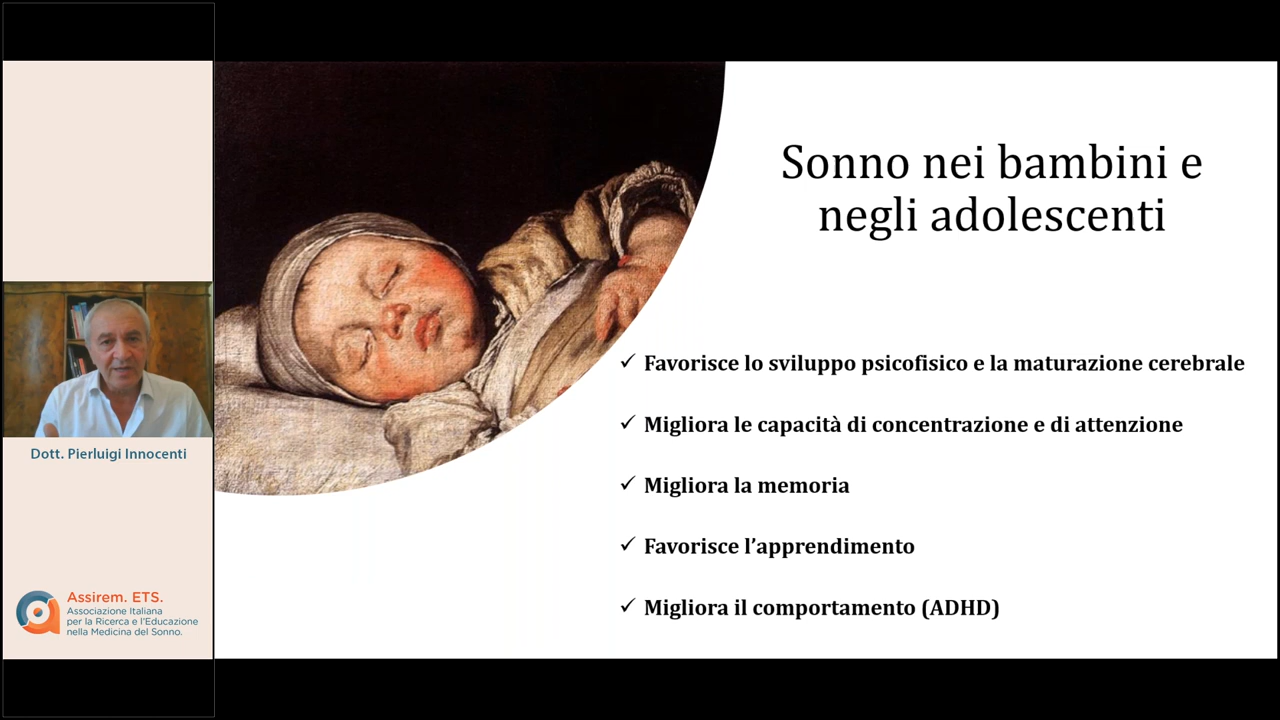 Sonno nei bambini e
negli adolescenti
✓ Favorisce lo sviluppo psicofisico e la maturazione cerebrale
✓ Migliora le capacità di concentrazione e di attenzione
✓ Migliora la memoria
✓ Favorisce l’apprendimento
✓ Migliora il comportamento (ADHD)
Dott. Pierluigi Innocenti
Assirem. ETS.
Associazione Italiana
per la Ricerca e l’Educazione
nella Medicina del Sonno.